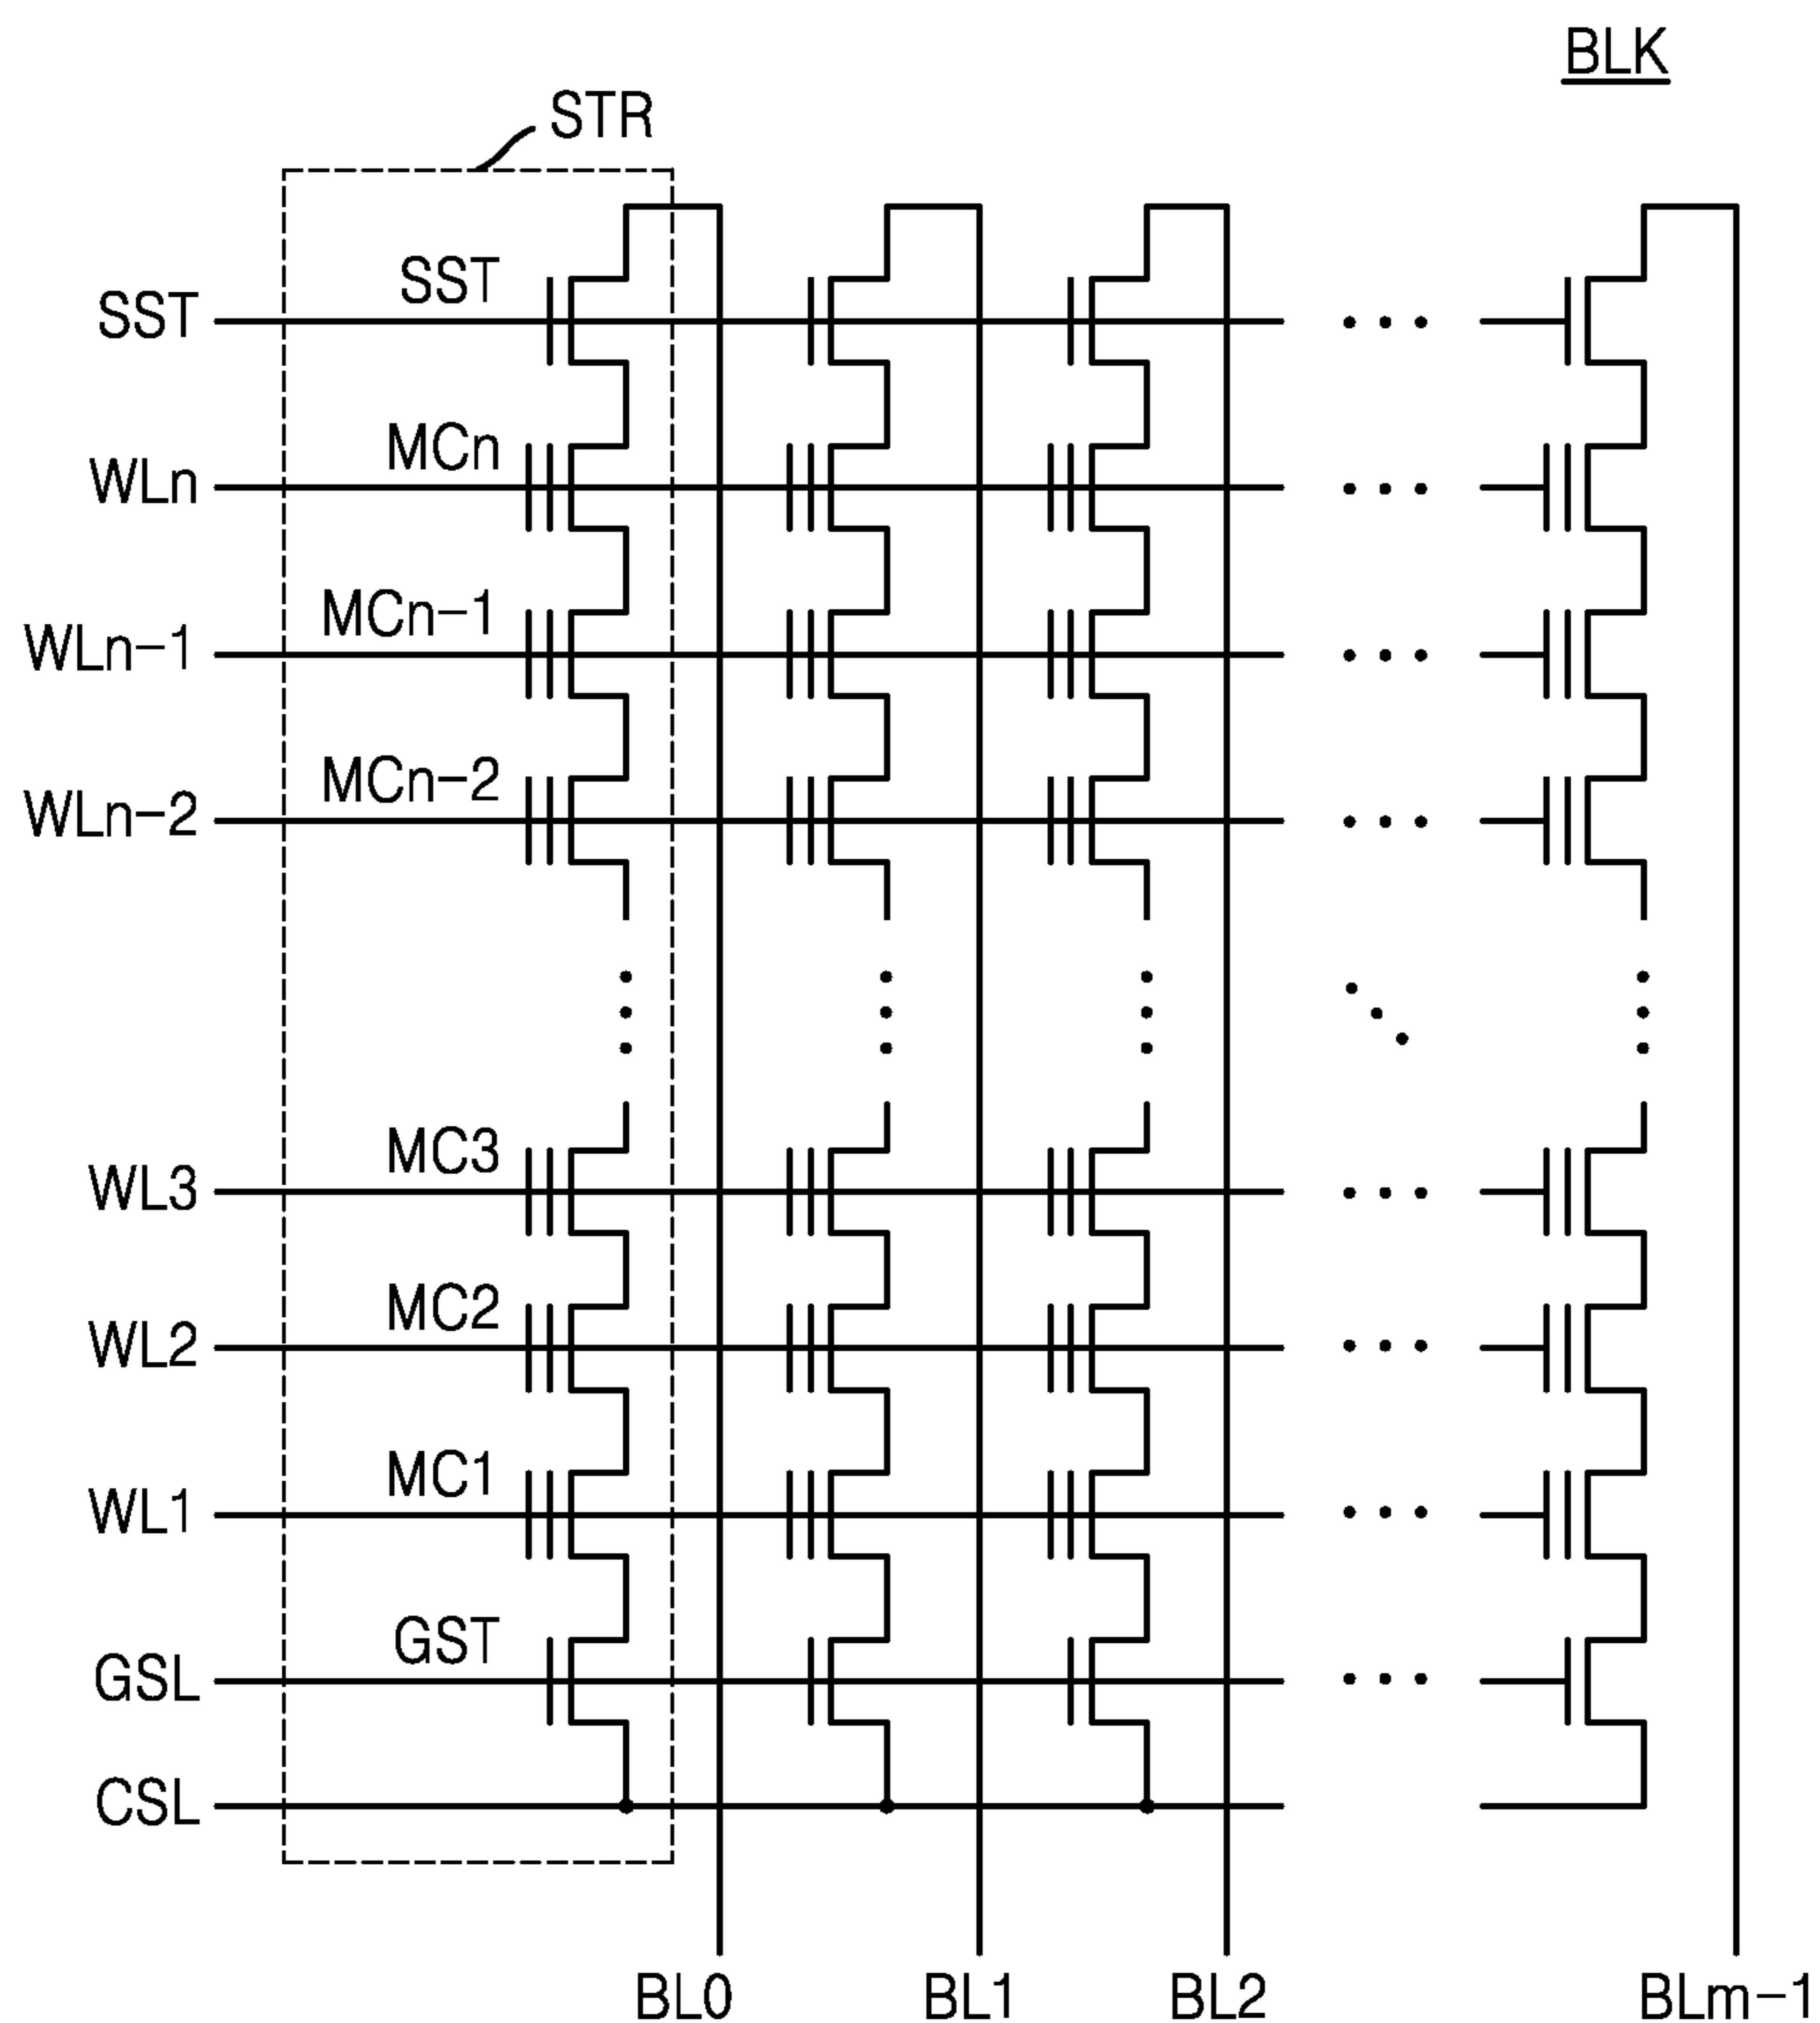 BLK
STR
SST SST
WLn MCn
WLn-1 MCn-1
WLn-2 MCn-2
WL3 MC3
WL2 MC2
WL1 MC1
GSL GST
CSL
BL0 BL1 BL2 BLm-1